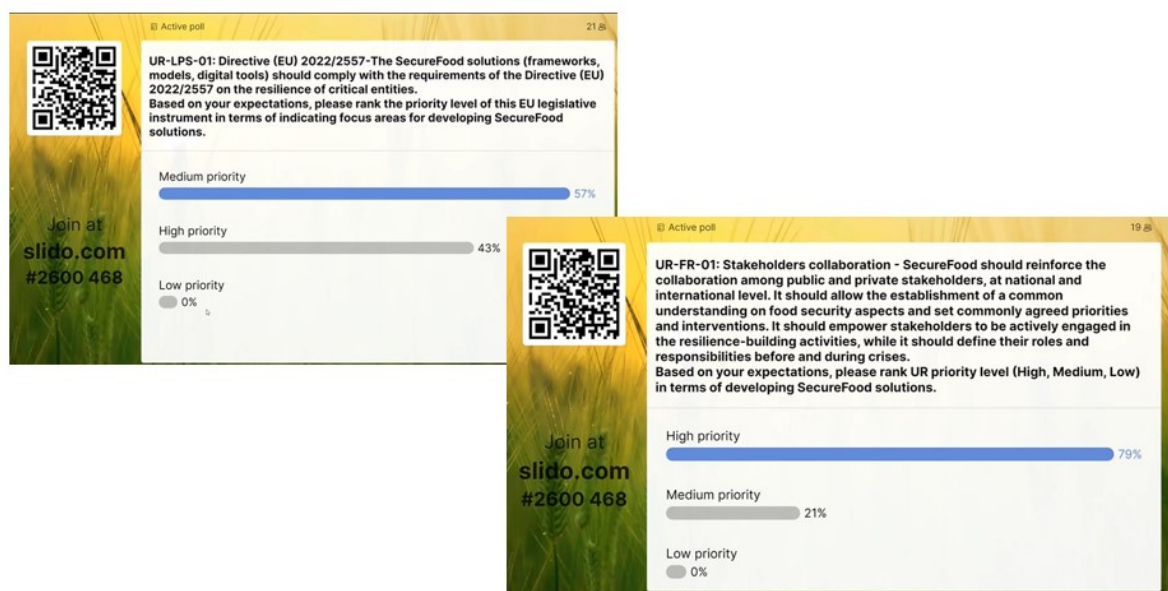 Active poll
21
UR-LPS-01: Directive (EU) 2022/2557-The SecureFood solutions (frameworks,
models, digital tools) should comply with the requirements of the Directive (EU)
2022/2557 on the resilience of critical entities.
Based on your expectations, please rank the priority level of this EU legislative
instrument in terms of indicating focus areas for developing SecureFood
solutions.
Medium priority
57%
High priority
43%
Low priority
0%
Join at
slido.com
#2600 468
Active poll
19
UR-FR-01: Stakeholders collaboration - SecureFood should reinforce the
collaboration among public and private stakeholders, at national and
international level. It should allow the establishment of a common
understanding on food security aspects and set commonly agreed priorities
and interventions. It should empower stakeholders to be actively engaged in
the resilience-building activities, while it should define their roles and
responsibilities before and during crises.
Based on your expectations, please rank UR priority level (High, Medium, Low)
in terms of developing SecureFood solutions.
High priority
79%
Medium priority
21%
Low priority
0%
Join at
slido.com
#2600 468